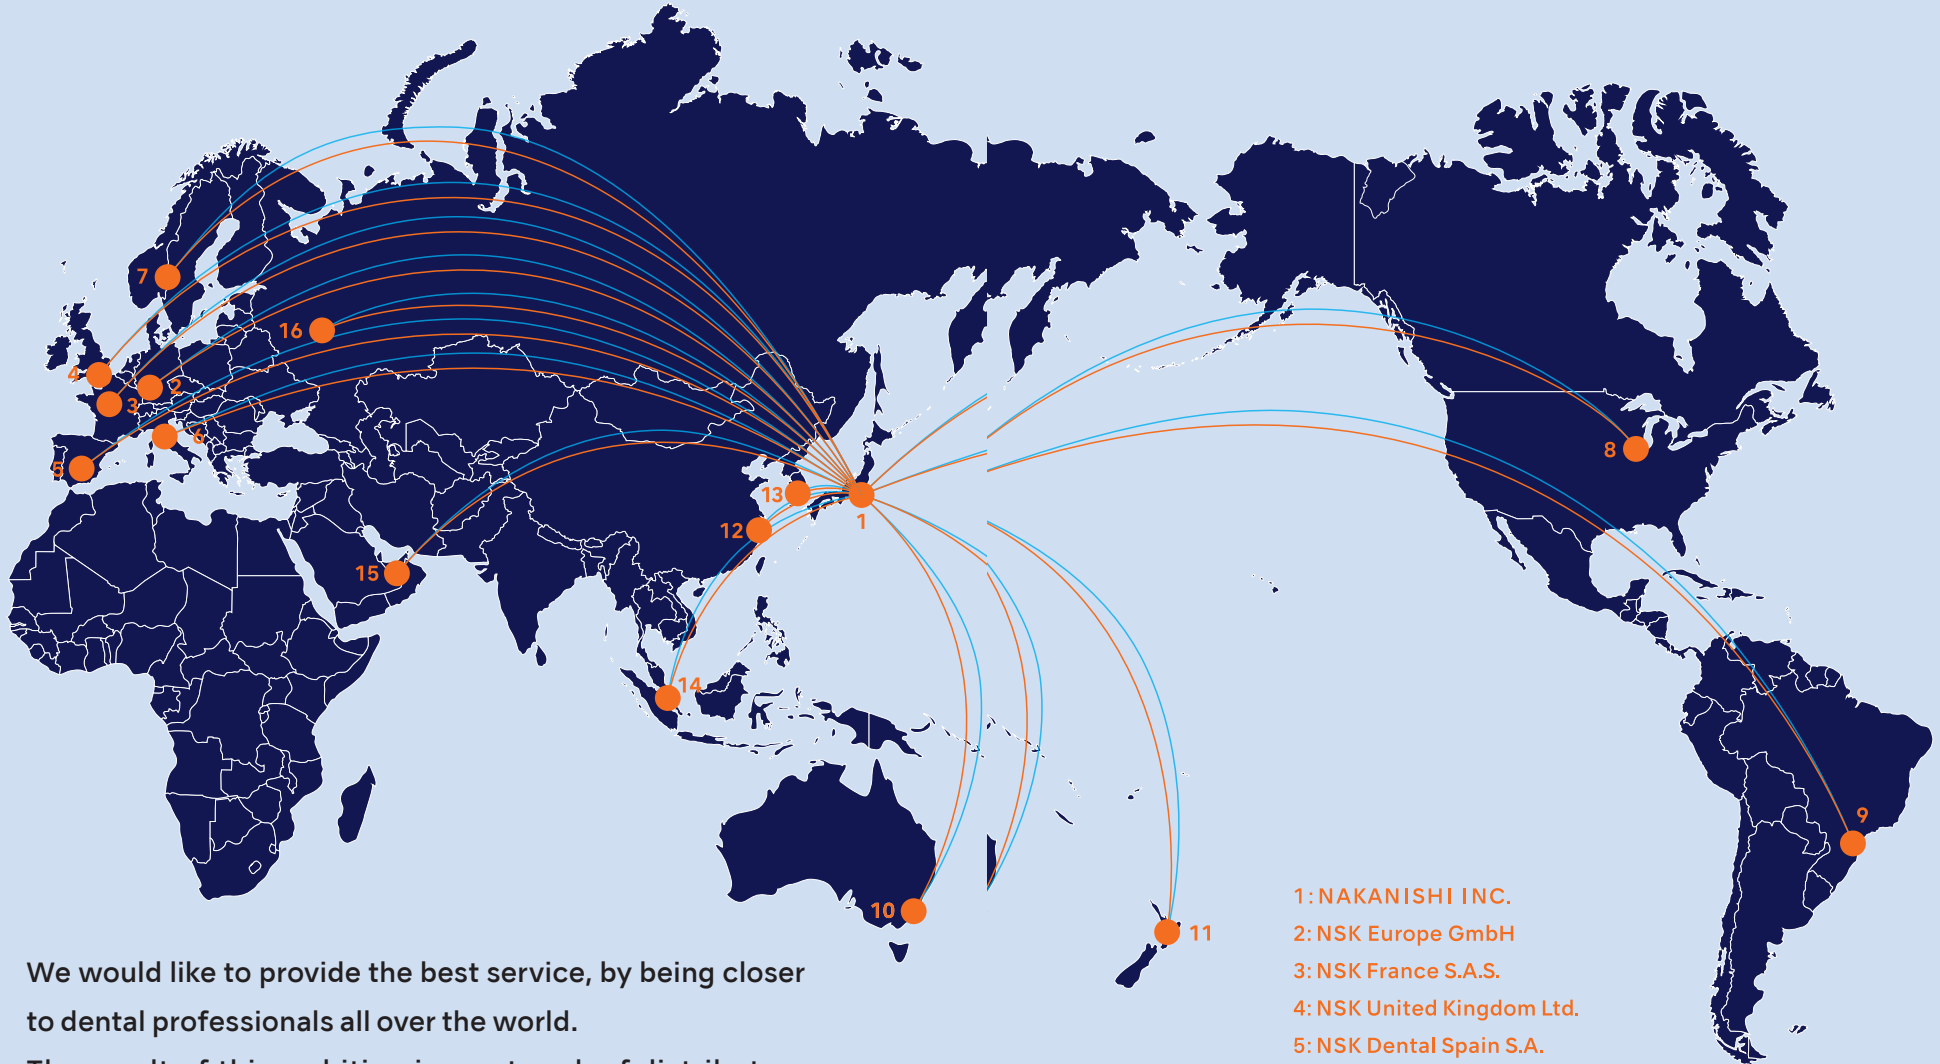 7
16
4
2
3
6
5
8
13
1
12
15
14
9
10
11
We would like to provide the best service, by being closer
to dental professionals all over the world.
1: NAKANISHI INC.
2: NSK Europe GmbH
3: NSK France S.A.S.
4: NSK United Kingdom Ltd.
5: NSK Dental Spain S.A.